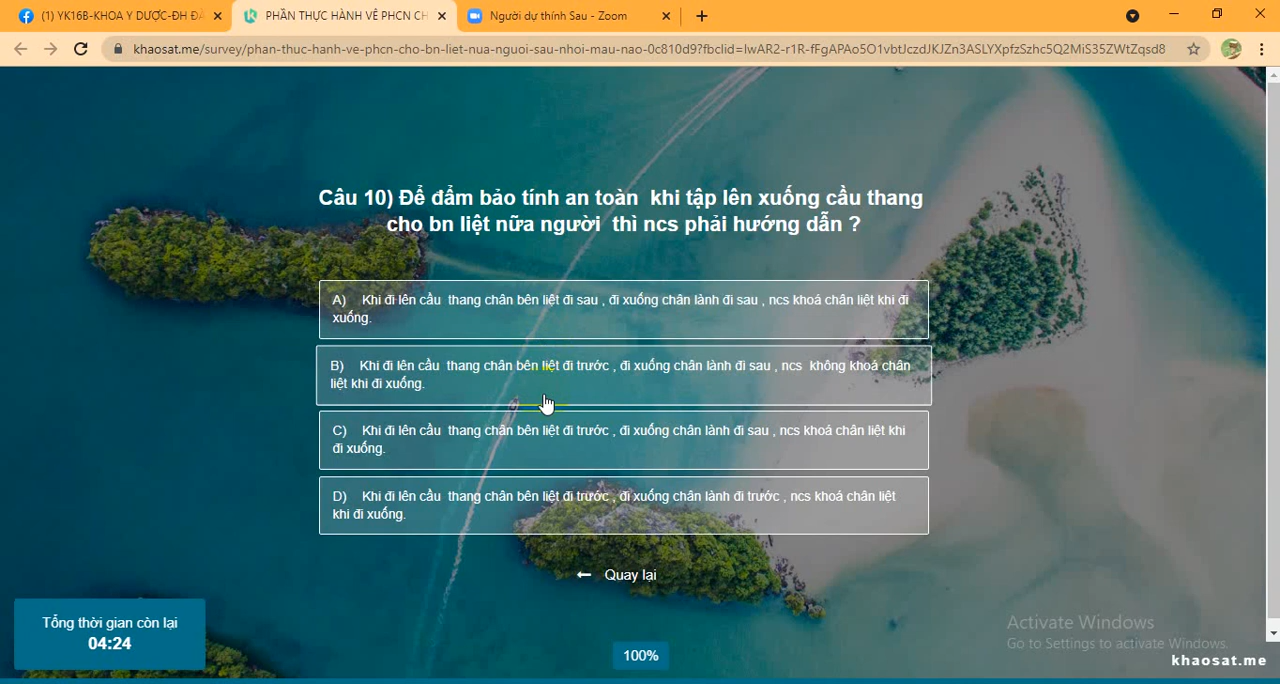 (1) YK16B-KHOA Y DƯỢC-ĐH ĐÀ
PHẦN THỰC HÀNH VỀ PHCN CH
Người dự thính Sau - Zoom
khaosat.me/survey/phan-thuc-hanh-ve-phcn-cho-bn-liet-nua-nguoi-sau-nhoi-mau-nao-0c810d9?fbclid=IwAR2-r1R-fFgAPAo5O1vbtJczdJKJZn3ASLYXpfzSzhc5Q2MiS35ZWtZqsd8
Câu 10) Để đẩm bảo tính an toàn khi tập lên xuống cầu thang
cho bn liệt nữa người thì ncs phải hướng dẫn ?
A) Khi đi lên cầu thang chân bên liệt đi sau , đi xuống chân lành đi sau , ncs khoá chân liệt khi đi
xuống.
B) Khi đi lên cầu thang chân bên liệt đi trước , đi xuống chân lành đi sau , ncs không khoá chân
liệt khi đi xuống.
C) Khi đi lên cầu thang chân bên liệt đi trước , đi xuống chân lành đi sau , ncs khoá chân liệt khi
đi xuống.
D) Khi đi lên cầu thang chân bên liệt đi trước , đi xuống chân lành đi trước , ncs khoá chân liệt
khi đi xuống.
Quay lại
Tổng thời gian còn lại
04:24
100%
Activate Windows
Go to Settings to activate Windows.
khaosat.me